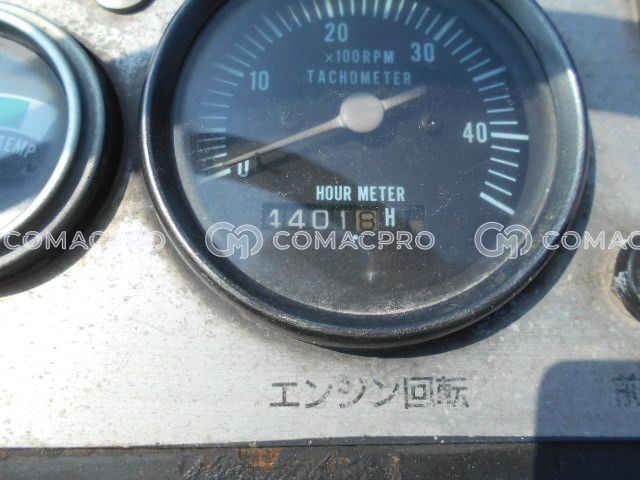 20
10
30
×100RPM
TACHOMETER
40
TEMP
0
HOUR METER
44018 H
COMACPRO COMACPRO COMACPRO
エンジン回転